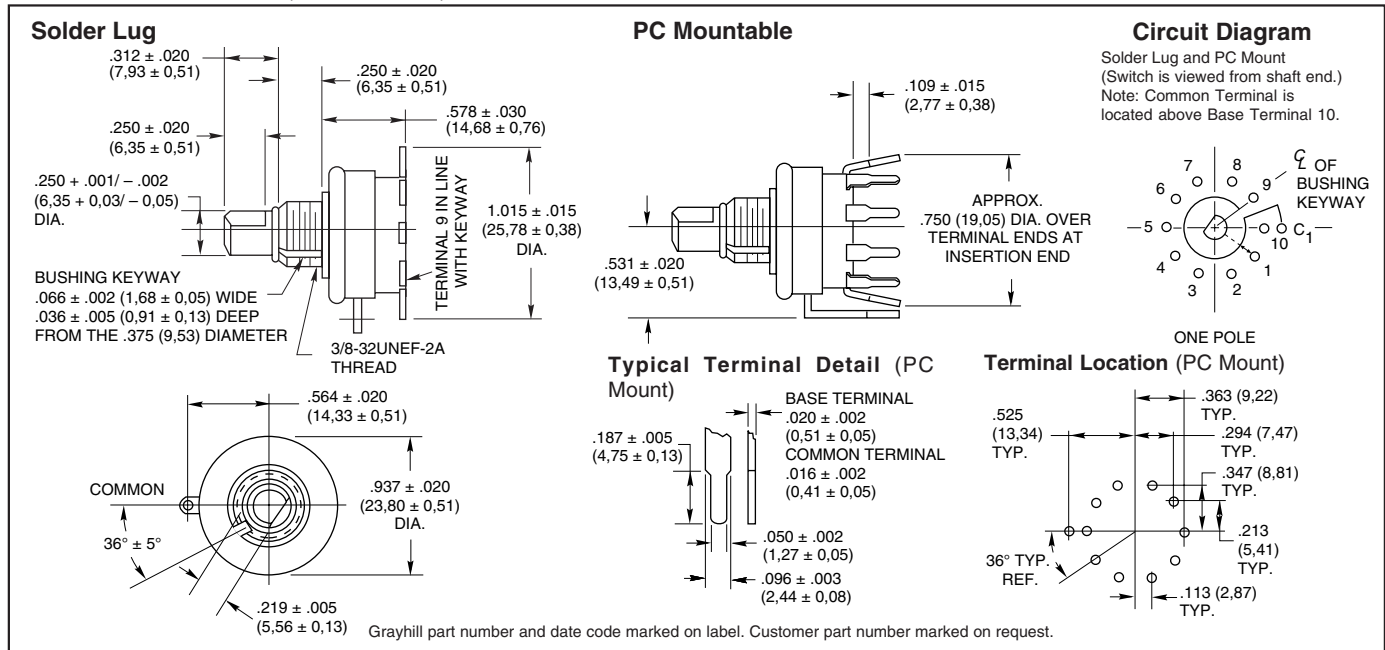 Solder Lug
.312 ± .020
(7,93 ± 0,51)
.250 ± .020
(6,35 ± 0,51)
.578 ± .030
(14,68 ± 0,76)
.250 ± .020
(6,35 ± 0,51)
.250 + .001/ – .002
(6,35 + 0,03/ – 0,05)
DIA.
TERMINAL 9 IN LINE
WITH KEYWAY
1.015 ± .015
(25,78 ± 0,38)
DIA.
BUSHING KEYWAY
.066 ± .002 (1,68 ± 0,05) WIDE
.036 ± .005 (0,91 ± 0,13) DEEP
FROM THE .375 (9,53) DIAMETER
3/8-32UNEF-2A
THREAD
.564 ± .020
(14,33 ± 0,51)
COMMON
.937 ± .020
(23,80 ± 0,51)
DIA.
36° ± 5°
.219 ± .005
(5,56 ± 0,13)
PC Mountable
.109 ± .015
(2,77 ± 0,38)
APPROX.
.750 (19,05) DIA. OVER
TERMINAL ENDS AT
INSERTION END
.531 ± .020
(13,49 ± 0,51)
Typical Terminal Detail (PC
Mount)
BASE TERMINAL
.020 ± .002
(0,51 ± 0,05)
COMMON TERMINAL
.016 ± .002
(0,41 ± 0,05)
.187 ± .005
(4,75 ± 0,13)
.050 ± .002
(1,27 ± 0,05)
.096 ± .003
(2,44 ± 0,08)
Circuit Diagram
Solder Lug and PC Mount
(Switch is viewed from shaft end.)
Note: Common Terminal is
located above Base Terminal 10.
7
8
6
9
℄ OF
BUSHING
KEYWAY
5
10
C1
4
1
3
2
ONE POLE
Terminal Location (PC Mount)
.363 (9,22)
TYP.
.525
(13,34)
TYP.
.294 (7,47)
TYP.
.347 (8,81)
TYP.
.213
(5,41)
TYP.
36° TYP.
REF.
.113 (2,87)
TYP.
Grayhill part number and date code marked on label. Customer part number marked on request.